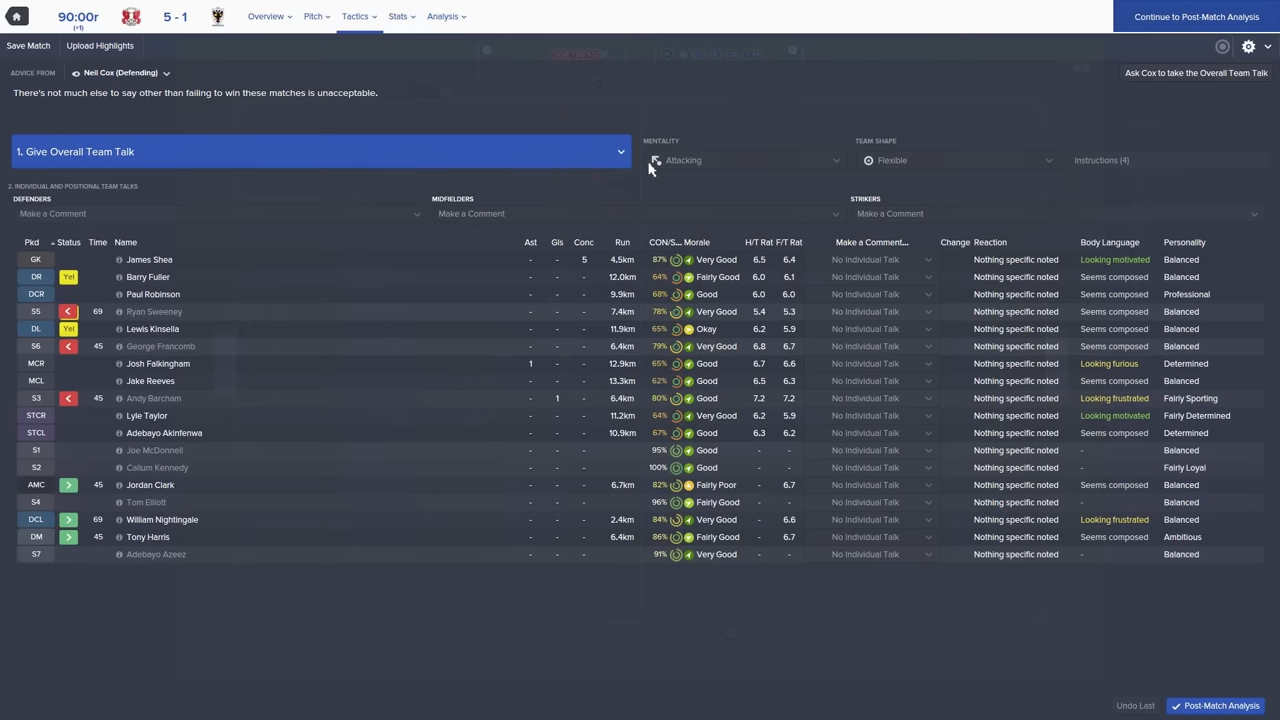 90:00r
(+1)
5 - 1
Overview
Pitch
Tactics
Stats
Analysis
Continue to Post-Match Analysis
Save Match
Upload Highlights
ADVICE FROM
Neil Cox (Defending)
Ask Cox to take the Overall Team Talk
There's not much else to say other than failing to win these matches is unacceptable.
1. Give Overall Team Talk
MENTALITY
Attacking
TEAM SHAPE
Flexible
Instructions (4)
2. INDIVIDUAL AND POSITIONAL TEAM TALKS
DEFENDERS
Make a Comment
MIDFIELDERS
Make a Comment
STRIKERS
Make a Comment
Pkd Status Time Name Ast Gls Conc Run CON/S... Morale H/T Rat F/T Rat Make a Comment... Change Reaction Body Language Personality
GK James Shea - - 5 4.5km 87% Very Good 6.5 6.4 No Individual Talk Nothing specific noted Looking motivated Balanced
DR Yel Barry Fuller - - - 12.0km 64% Fairly Good 6.0 6.1 No Individual Talk Nothing specific noted Seems composed Balanced
DCR Paul Robinson - - - 9.9km 68% Good 6.0 6.0 No Individual Talk Nothing specific noted Seems composed Professional
S5 69 Ryan Sweeney - - - 7.4km 78% Very Good 5.4 5.3 No Individual Talk Nothing specific noted Seems composed Balanced
DL Yel Lewis Kinsella - - - 11.9km 65% Okay 6.2 5.9 No Individual Talk Nothing specific noted Seems composed Balanced
S6 45 George Francomb - - - 6.4km 79% Very Good 6.8 6.7 No Individual Talk Nothing specific noted Seems composed Balanced
MCR Josh Falkingham 1 - - 12.9km 65% Good 6.7 6.6 No Individual Talk Nothing specific noted Looking furious Determined
MCL Jake Reeves - - - 13.3km 62% Good 6.5 6.3 No Individual Talk Nothing specific noted Seems composed Balanced
S3 45 Andy Barcham - 1 - 6.4km 80% Good 7.2 7.2 No Individual Talk Nothing specific noted Looking frustrated Fairly Sporting
STCR Lyle Taylor - - - 11.2km 64% Very Good 6.2 5.9 No Individual Talk Nothing specific noted Looking motivated Fairly Determined
STCL Adebayo Akinfenwa - - - 10.9km 67% Good 6.3 6.2 No Individual Talk Nothing specific noted Seems composed Determined
S1 Joe McDonnell - - - 95% Good - - No Individual Talk Nothing specific noted - Balanced
S2 Callum Kennedy - - - 100% Good - - No Individual Talk Nothing specific noted - Fairly Loyal
AMC 45 Jordan Clark - - - 6.7km 82% Fairly Poor - 6.7 No Individual Talk Nothing specific noted Seems composed Balanced
S4 Tom Elliott - - - 96% Fairly Good - - No Individual Talk Nothing specific noted - Balanced
DCL 69 William Nightingale - - - 2.4km 84% Very Good - 6.6 No Individual Talk Nothing specific noted Looking frustrated Balanced
DM 45 Tony Harris - - - 6.4km 86% Fairly Good - 6.7 No Individual Talk Nothing specific noted Seems composed Ambitious
S7 Adebayo Azeez - - - 91% Very Good - - No Individual Talk Nothing specific noted - Balanced
Undo Last
Post-Match Analysis